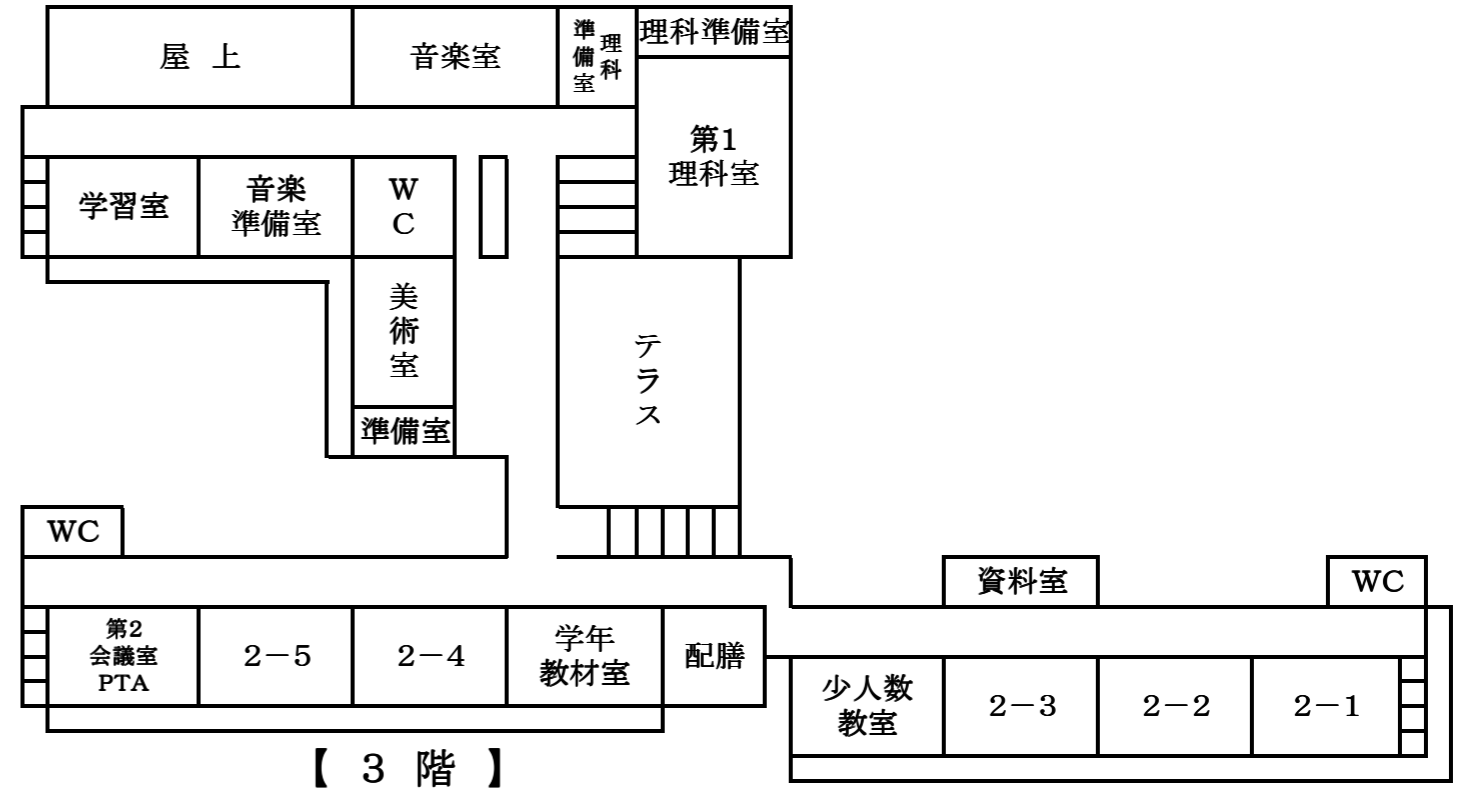 屋 上
音楽室
理科
準備室
理科準備室
第1
理科室
学習室
音楽
準備室
W
C
美
術
室
準備室
テ
ラ
ス
WC
資料室
WC
第2
会議室
PTA
2－5
2－4
学年
教材室
配膳
少人数
教室
2－3
2－2
2－1
【 3 階 】